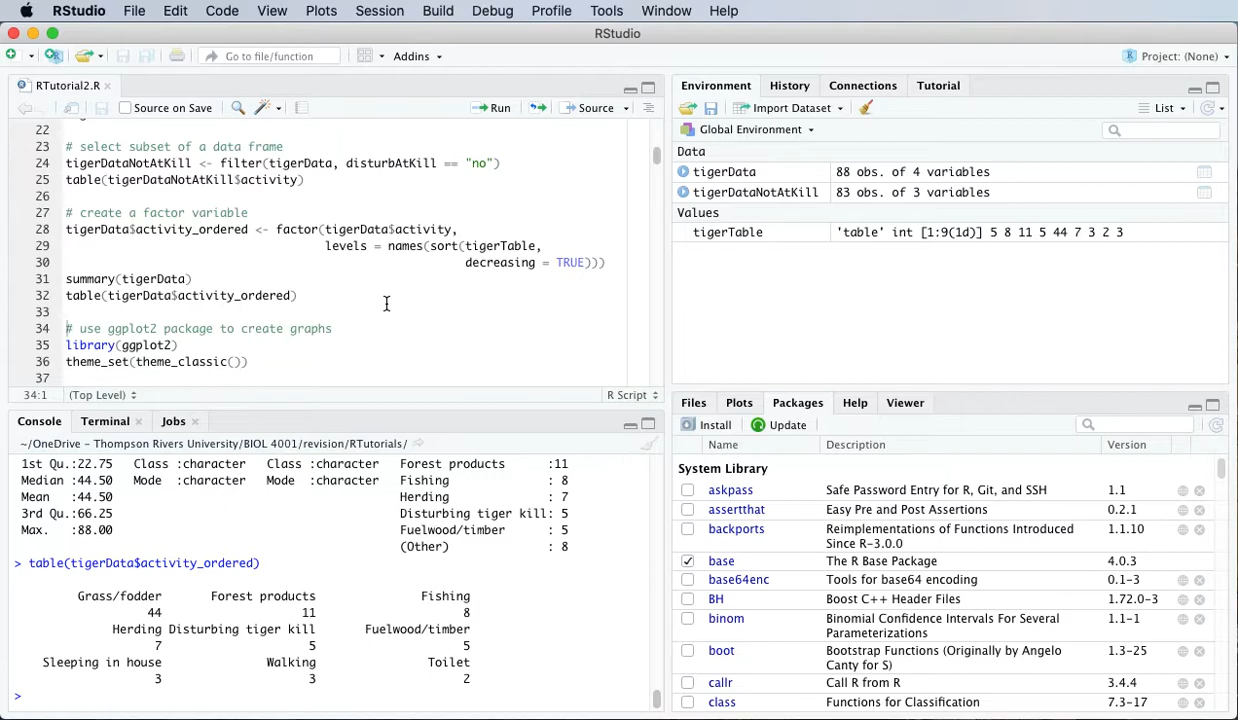 RStudio File Edit Code View Plots Session Build Debug Profile Tools Window Help
RStudio
Go to file/function Addins Project: (None)
RTutorial2.R
Source on Save Run Source
22
23 # select subset of a data frame
24 tigerDataNotAtKill <- filter(tigerData, disturbAtKill == "no")
25 table(tigerDataNotAtKill$activity)
26
27 # create a factor variable
28 tigerData$activity_ordered <- factor(tigerData$activity,
29 levels = names(sort(tigerTable,
30 decreasing = TRUE)))
31 summary(tigerData)
32 table(tigerData$activity_ordered)
33
34 # use ggplot2 package to create graphs
35 library(ggplot2)
36 theme_set(theme_classic())
37
34:1 (Top Level) R Script
Console Terminal Jobs
~/OneDrive – Thompson Rivers University/BIOL 4001/revision/RTutorials/
1st Qu.:22.75 Class :character Class :character Forest products :11
Median :44.50 Mode :character Mode :character Fishing : 8
Mean :44.50 Herding : 7
3rd Qu.:66.25 Disturbing tiger kill: 5
Max. :88.00 Fuelwood/timber : 5
(Other) : 8
> table(tigerData$activity_ordered)
Grass/fodder Forest products Fishing
44 11 8
Herding Disturbing tiger kill Fuelwood/timber
7 5 5
Sleeping in house Walking Toilet
3 3 2
>
Environment History Connections Tutorial
Import Dataset List
Global Environment
Data
tigerData 88 obs. of 4 variables
tigerDataNotAtKill 83 obs. of 3 variables
Values
tigerTable 'table' int [1:9(1d)] 5 8 11 5 44 7 3 2 3
Files Plots Packages Help Viewer
Install Update
Name Description Version
System Library
askpass Safe Password Entry for R, Git, and SSH 1.1
assertthat Easy Pre and Post Assertions 0.2.1
backports Reimplementations of Functions Introduced 1.1.10
Since R-3.0.0
base The R Base Package 4.0.3
base64enc Tools for base64 encoding 0.1-3
BH Boost C++ Header Files 1.72.0-3
binom Binomial Confidence Intervals For Several 1.1-1
Parameterizations
boot Bootstrap Functions (Originally by Angelo 1.3-25
Canty for S)
callr Call R from R 3.4.4
class Functions for Classification 7.3-17